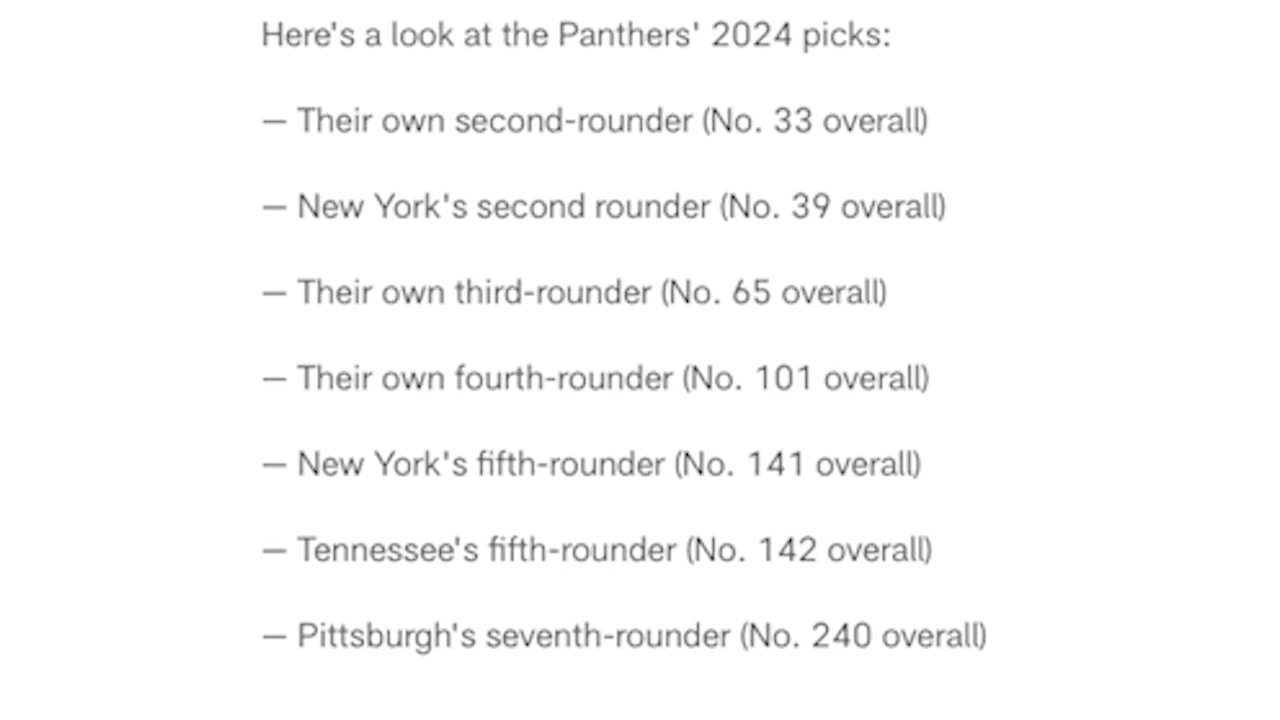 Here's a look at the Panthers' 2024 picks:
— Their own second-rounder (No. 33 overall)
— New York's second rounder (No. 39 overall)
— Their own third-rounder (No. 65 overall)
— Their own fourth-rounder (No. 101 overall)
— New York's fifth-rounder (No. 141 overall)
— Tennessee's fifth-rounder (No. 142 overall)
— Pittsburgh's seventh-rounder (No. 240 overall)